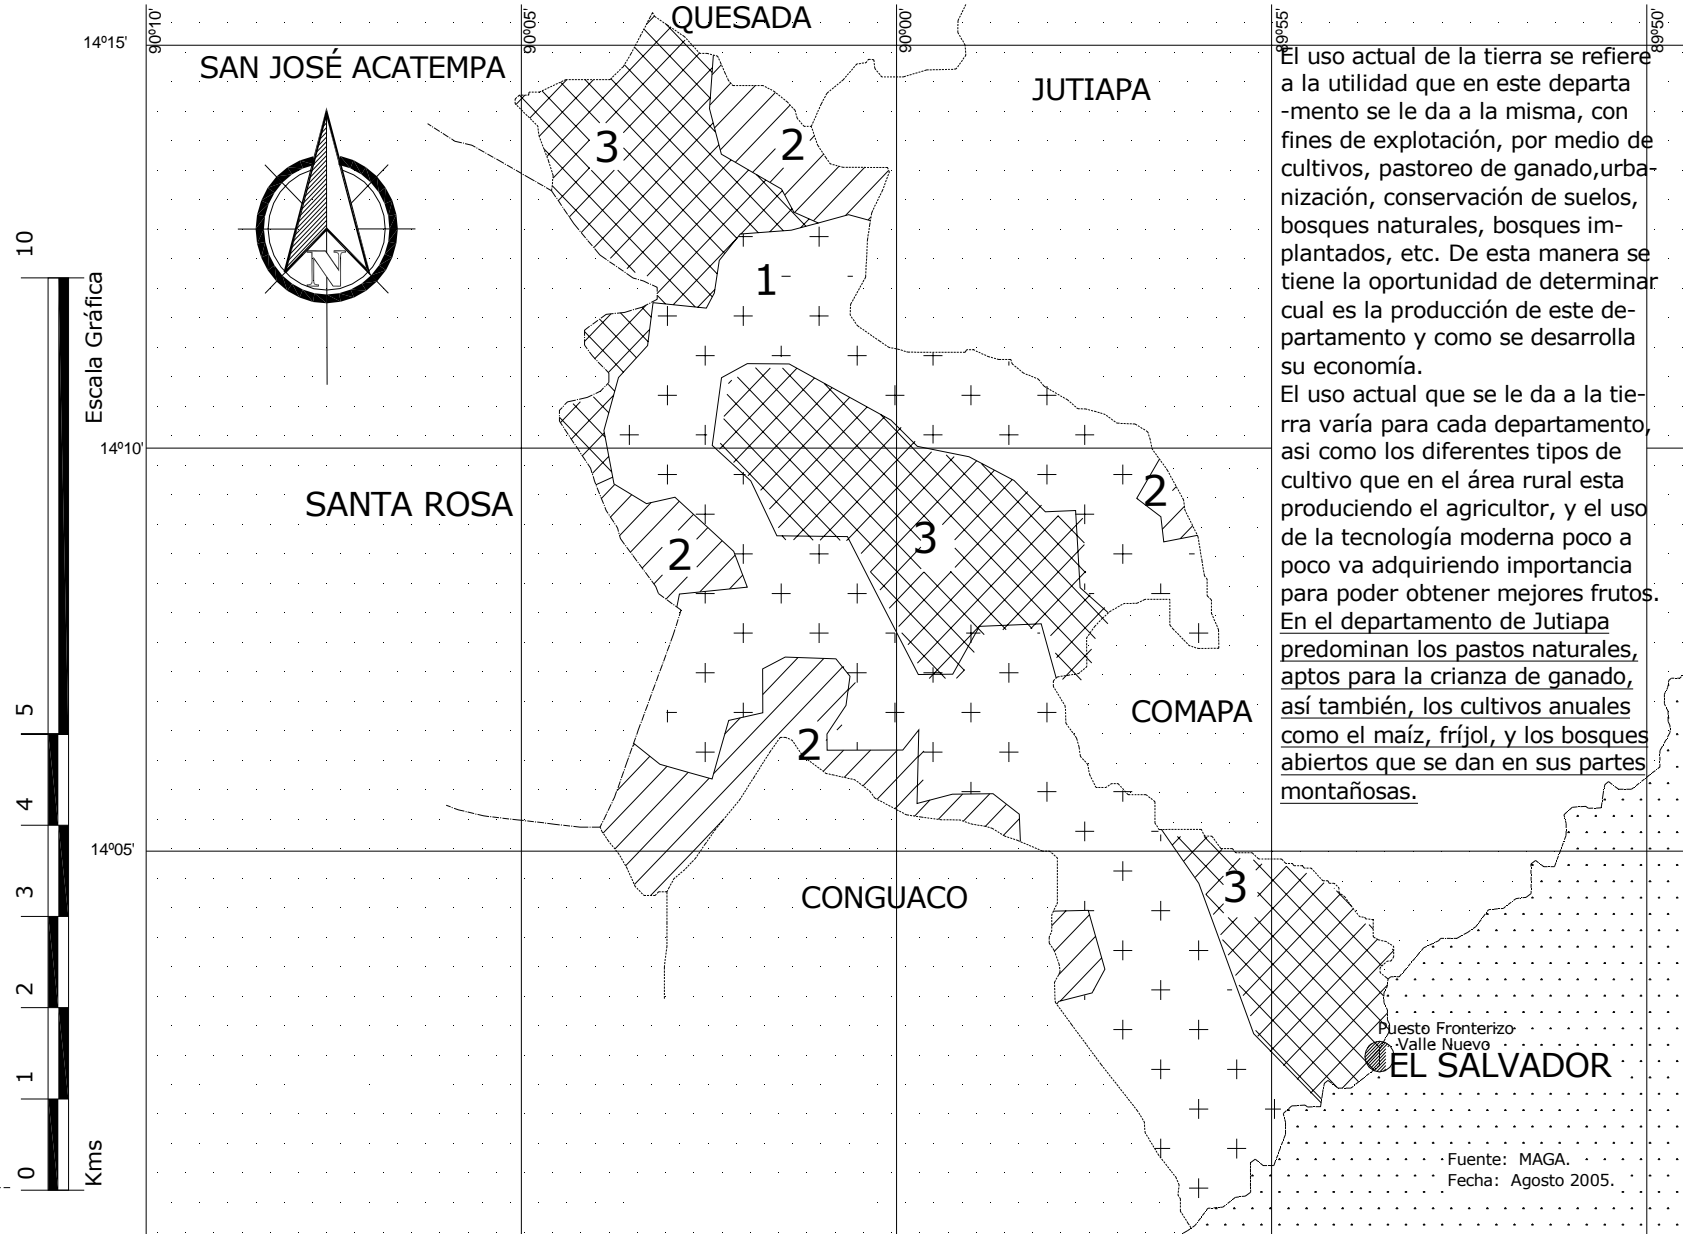 90º10'
90º05'
90º00'
89º55'
89º50'
14º15'
14º10'
14º05'
QUESADA
SAN JOSÉ ACATEMPA
JUTIAPA
3
2
1
N
SANTA ROSA
2
3
2
2
COMAPA
CONGUACO
3
Puesto Fronterizo
Valle Nuevo
EL SALVADOR
10
5
4
3
2
1
0
Escala Gráfica
Kms
El uso actual de la tierra se refiere
a la utilidad que en este departa
-mento se le da a la misma, con
fines de explotación, por medio de
cultivos, pastoreo de ganado,urba-
nización, conservación de suelos,
bosques naturales, bosques im-
plantados, etc. De esta manera se
tiene la oportunidad de determinar
cual es la producción de este de-
partamento y como se desarrolla
su economía.
El uso actual que se le da a la tie-
rra varía para cada departamento,
asi como los diferentes tipos de
cultivo que en el área rural esta
produciendo el agricultor, y el uso
de la tecnología moderna poco a
poco va adquiriendo importancia
para poder obtener mejores frutos.
En el departamento de Jutiapa
predominan los pastos naturales,
aptos para la crianza de ganado,
así también, los cultivos anuales
como el maíz, fríjol, y los bosques
abiertos que se dan en sus partes
montañosas.
Fuente: MAGA.
Fecha: Agosto 2005.